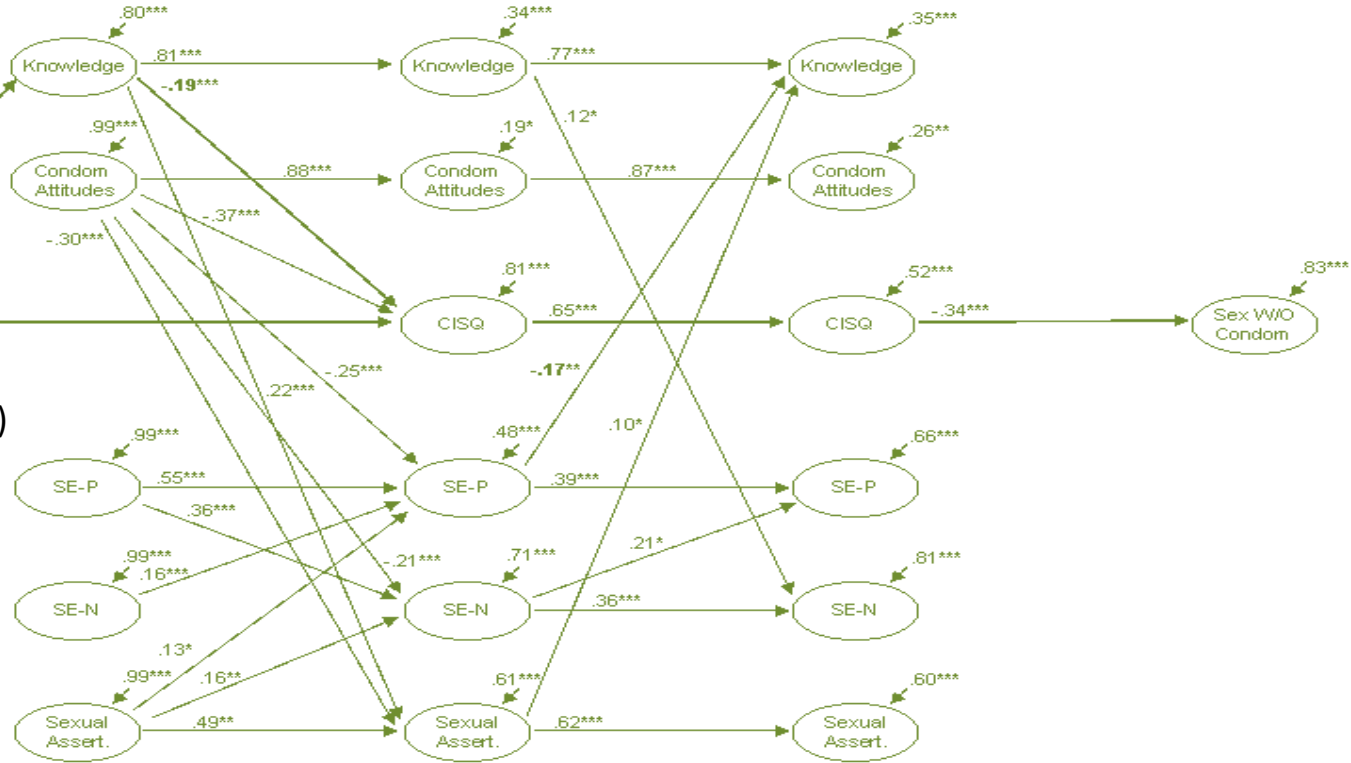 .80***
.34***
.35***
Knowledge
.81***
Knowledge
.77***
Knowledge
-.19***
.99***
.19*
.12*
.26**
Condom
Attitudes
.88***
Condom
Attitudes
.87***
Condom
Attitudes
-.37***
-.30***
.81***
.52***
.83***
CISQ
.65***
CISQ
-.34***
Sex W/O
Condom
-.25***
-.17**
.22***
)
.99***
.48***
.10*
.66***
SE-P
.55***
SE-P
.39***
SE-P
.36***
.99***
-.21***
.71***
.21*
.81***
.16***
SE-N
SE-N
.36***
SE-N
.13*
.99***
.16**
.61***
.60***
Sexual
Assert.
.49**
Sexual
Assert.
.62***
Sexual
Assert.